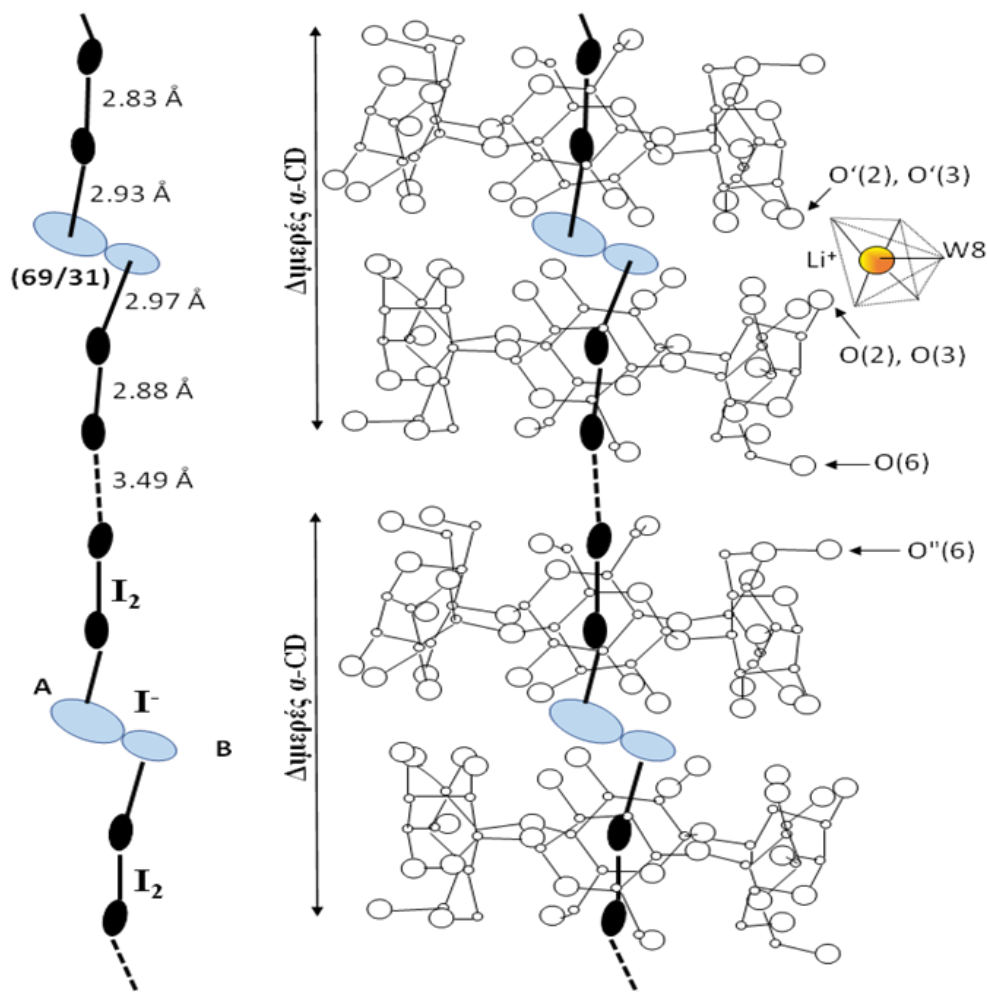 2.83 Å
2.93 Å
(69/31)
2.97 Å
2.88 Å
3.49 Å
I₂
A
I⁻
B
I₂
Διμερές α-CD
Διμερές α-CD
O‘(2), O‘(3)
Li⁺
W8
O(2), O(3)
O(6)
O"(6)